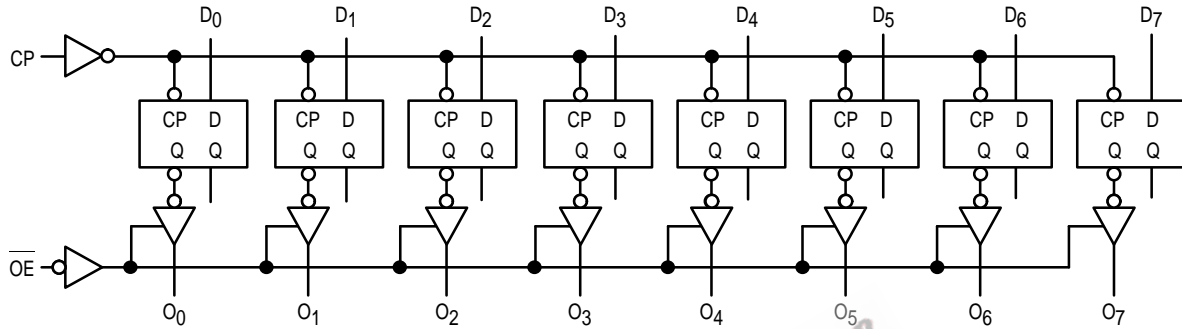 D0 D1 D2 D3 D4 D5 D6 D7
CP
CP D CP D CP D CP D CP D CP D CP D CP D
Q Q Q Q Q Q Q Q Q Q Q Q Q Q Q Q
OE
O0 O1 O2 O3 O4 O5 O6 O7